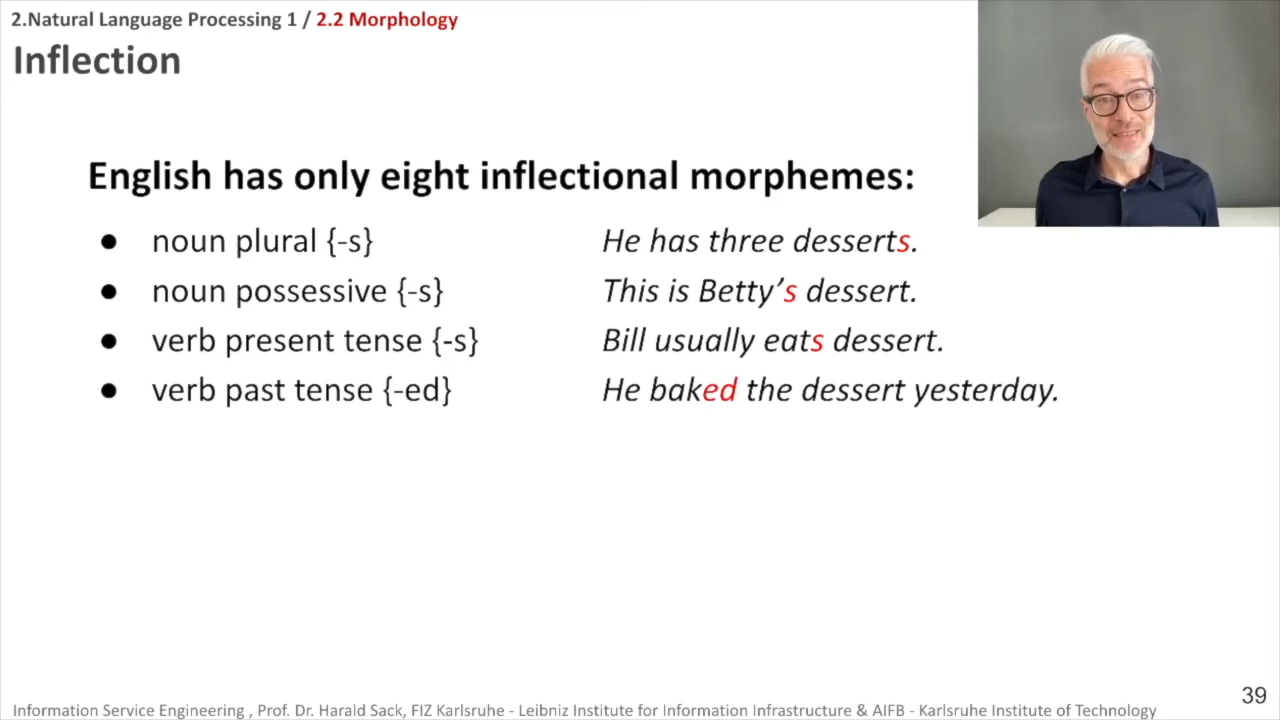 2.Natural Language Processing 1 / 2.2 Morphology
Inflection
English has only eight inflectional morphemes:
● noun plural {-s} He has three desserts.
● noun possessive {-s} This is Betty’s dessert.
● verb present tense {-s} Bill usually eats dessert.
● verb past tense {-ed} He baked the dessert yesterday.
39
Information Service Engineering , Prof. Dr. Harald Sack, FIZ Karlsruhe - Leibniz Institute for Information Infrastructure & AIFB - Karlsruhe Institute of Technology